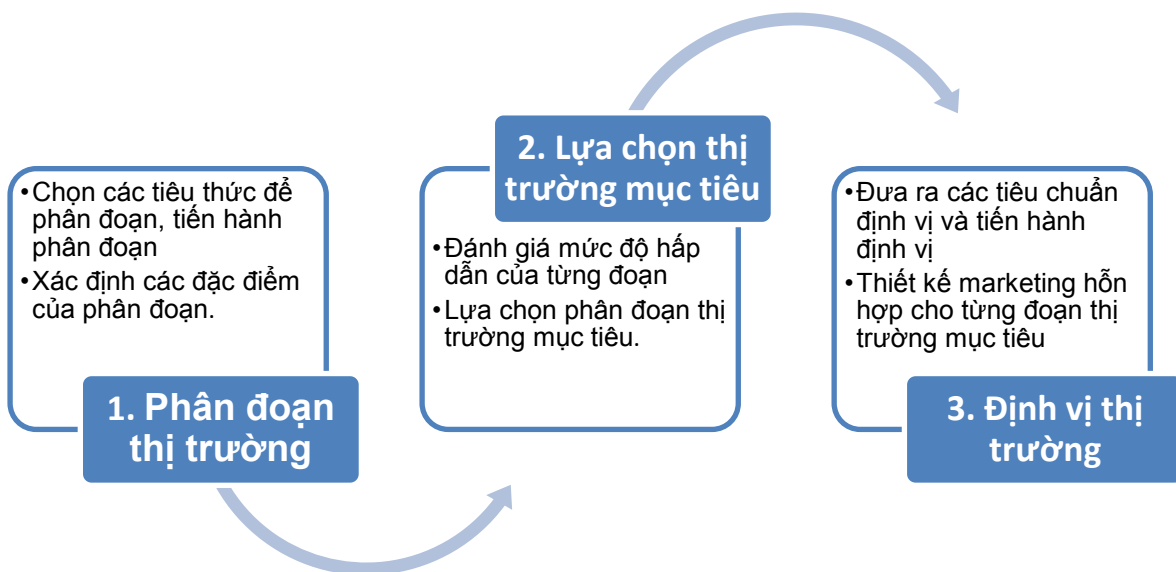 •Chọn các tiêu thức để
phân đoạn, tiến hành
phân đoạn
•Xác định các đặc điểm
của phân đoạn.
1. Phân đoạn
thị trường
2. Lựa chọn thị
trường mục tiêu
•Đánh giá mức độ hấp
dẫn của từng đoạn
•Lựa chọn phân đoạn thị
trường mục tiêu.
•Đưa ra các tiêu chuẩn
định vị và tiến hành
định vị
•Thiết kế marketing hỗn
hợp cho từng đoạn thị
trường mục tiêu
3. Định vị thị
trường